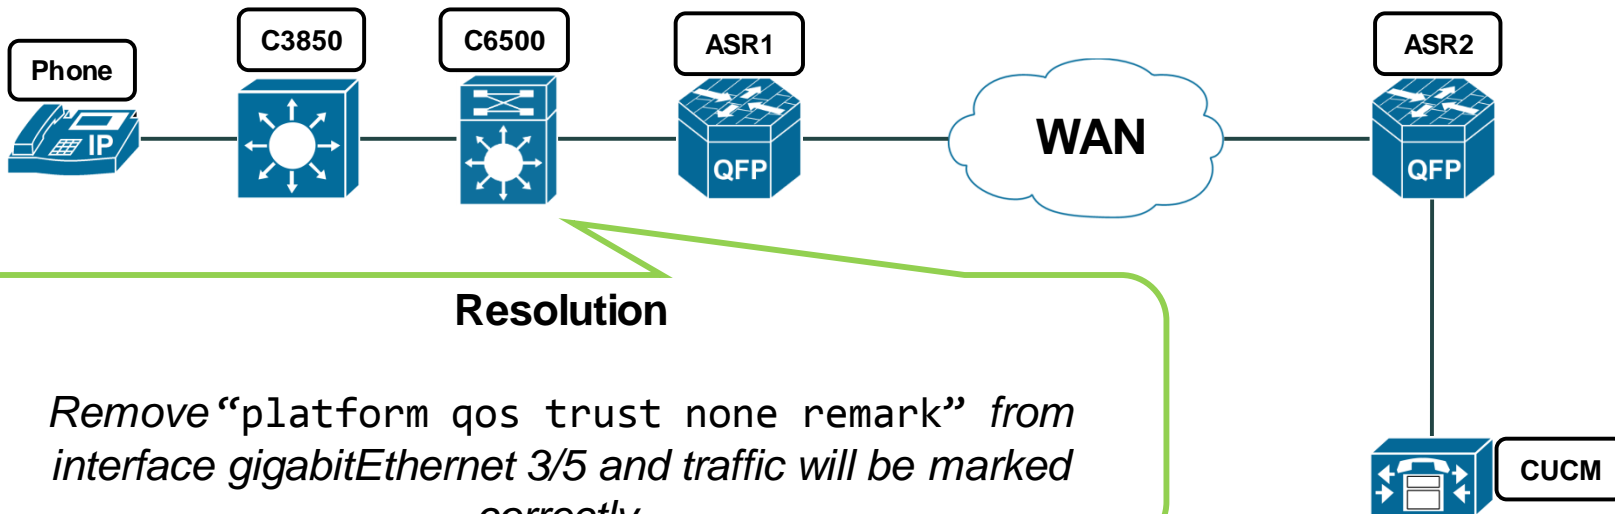 Phone
C3850
C6500
ASR1
ASR2
IP
QFP
WAN
QFP
Resolution
Remove “platform qos trust none remark” from
interface gigabitEthernet 3/5 and traffic will be marked
correctly
CUCM